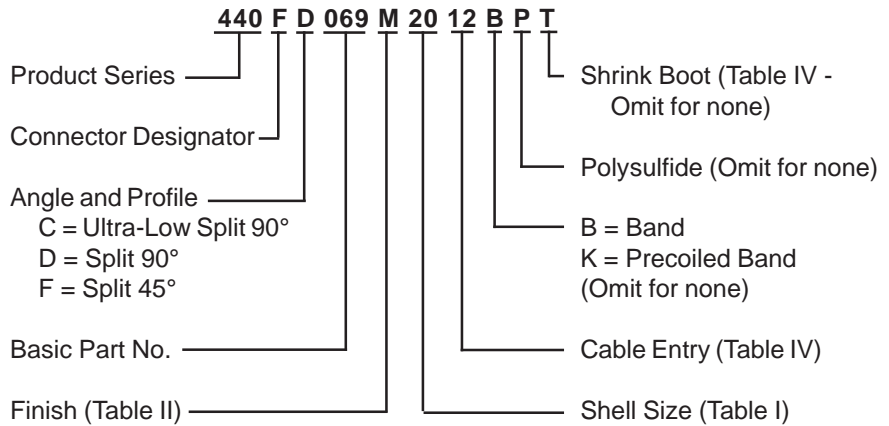 440 F D 069 M 20 12 B P T
Product Series
Connector Designator
Angle and Profile
C = Ultra-Low Split 90°
D = Split 90°
F = Split 45°
Basic Part No.
Finish (Table II)
Shrink Boot (Table IV -
Omit for none)
Polysulfide (Omit for none)
B = Band
K = Precoiled Band
(Omit for none)
Cable Entry (Table IV)
Shell Size (Table I)